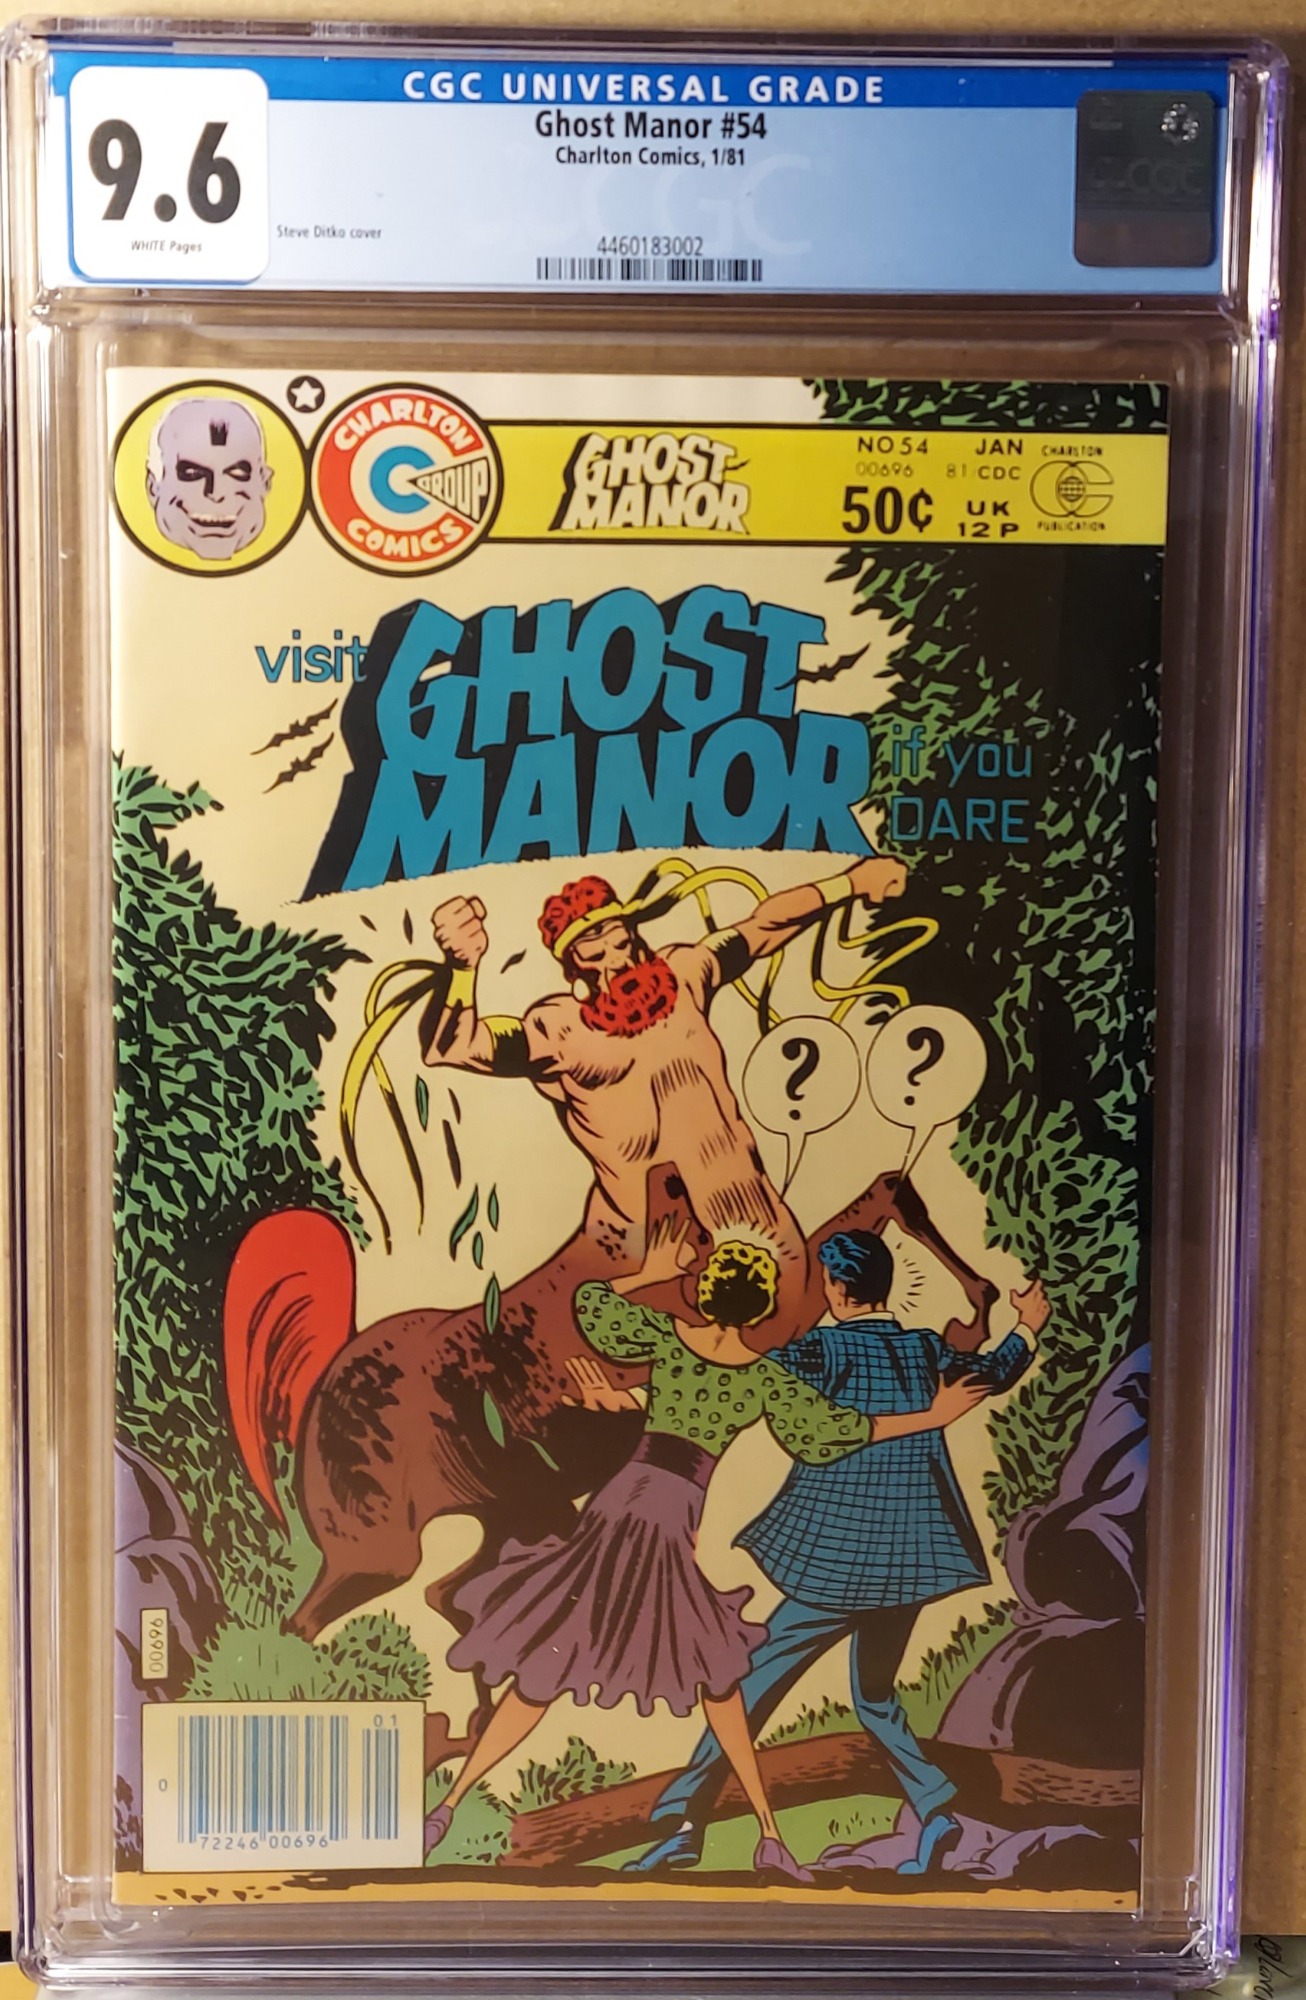 CGC UNIVERSAL GRADE
9.6
WHITE Pages
Ghost Manor #54
Charlton Comics, 1/81
Steve Ditko cover
4460183002
CGC
CGC
CHARLTON
COMICS
GROUP
C
GHOST
MANOR
NO 54 JAN
00696 81 CDC
50¢ UK
12 P
CHARLTON
PUBLICATION
visit GHOST
MANOR
if you
DARE
?
?
00696
01
0
72246 00696